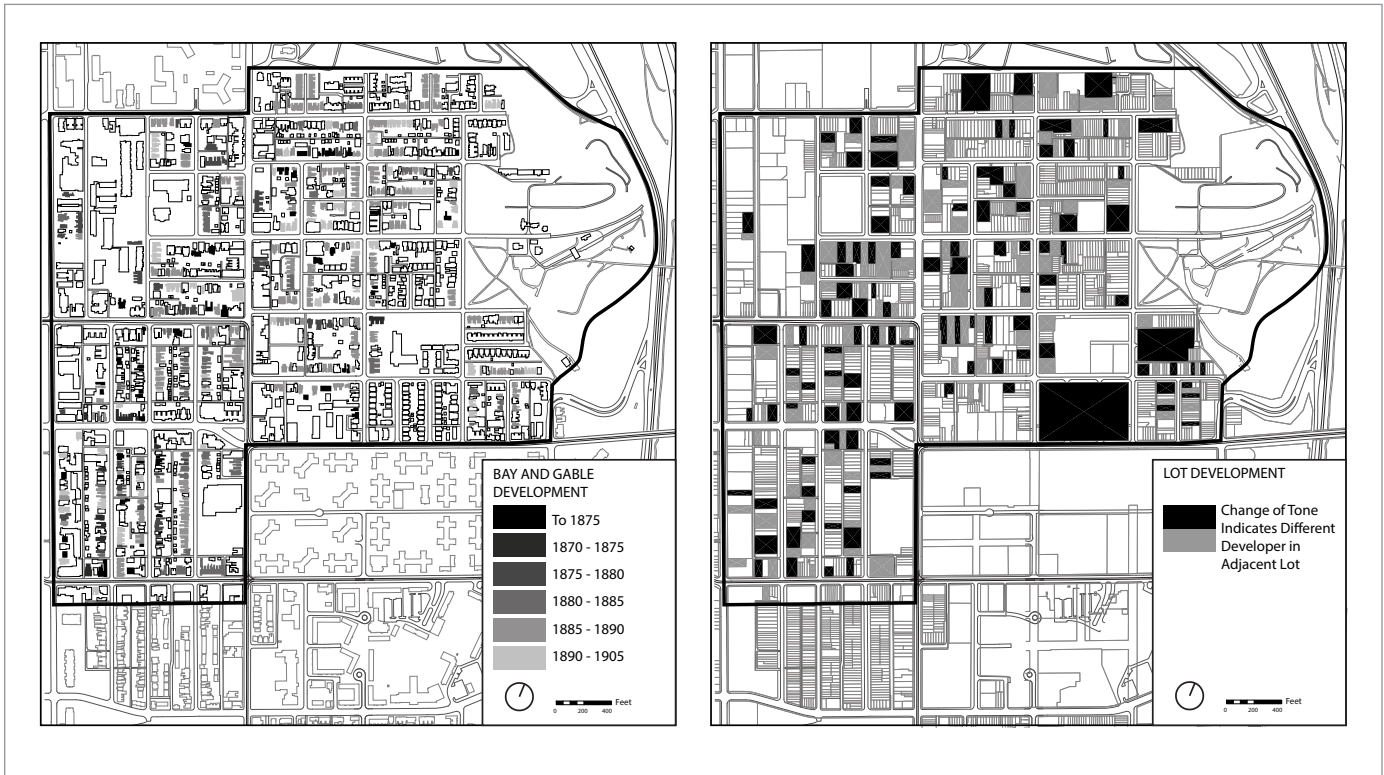 BAY AND GABLE
DEVELOPMENT
To 1875
1870 - 1875
1875 - 1880
1880 - 1885
1885 - 1890
1890 - 1905
Feet
0 200 400
LOT DEVELOPMENT
Change of Tone
Indicates Different
Developer in
Adjacent Lot
Feet
0 200 400